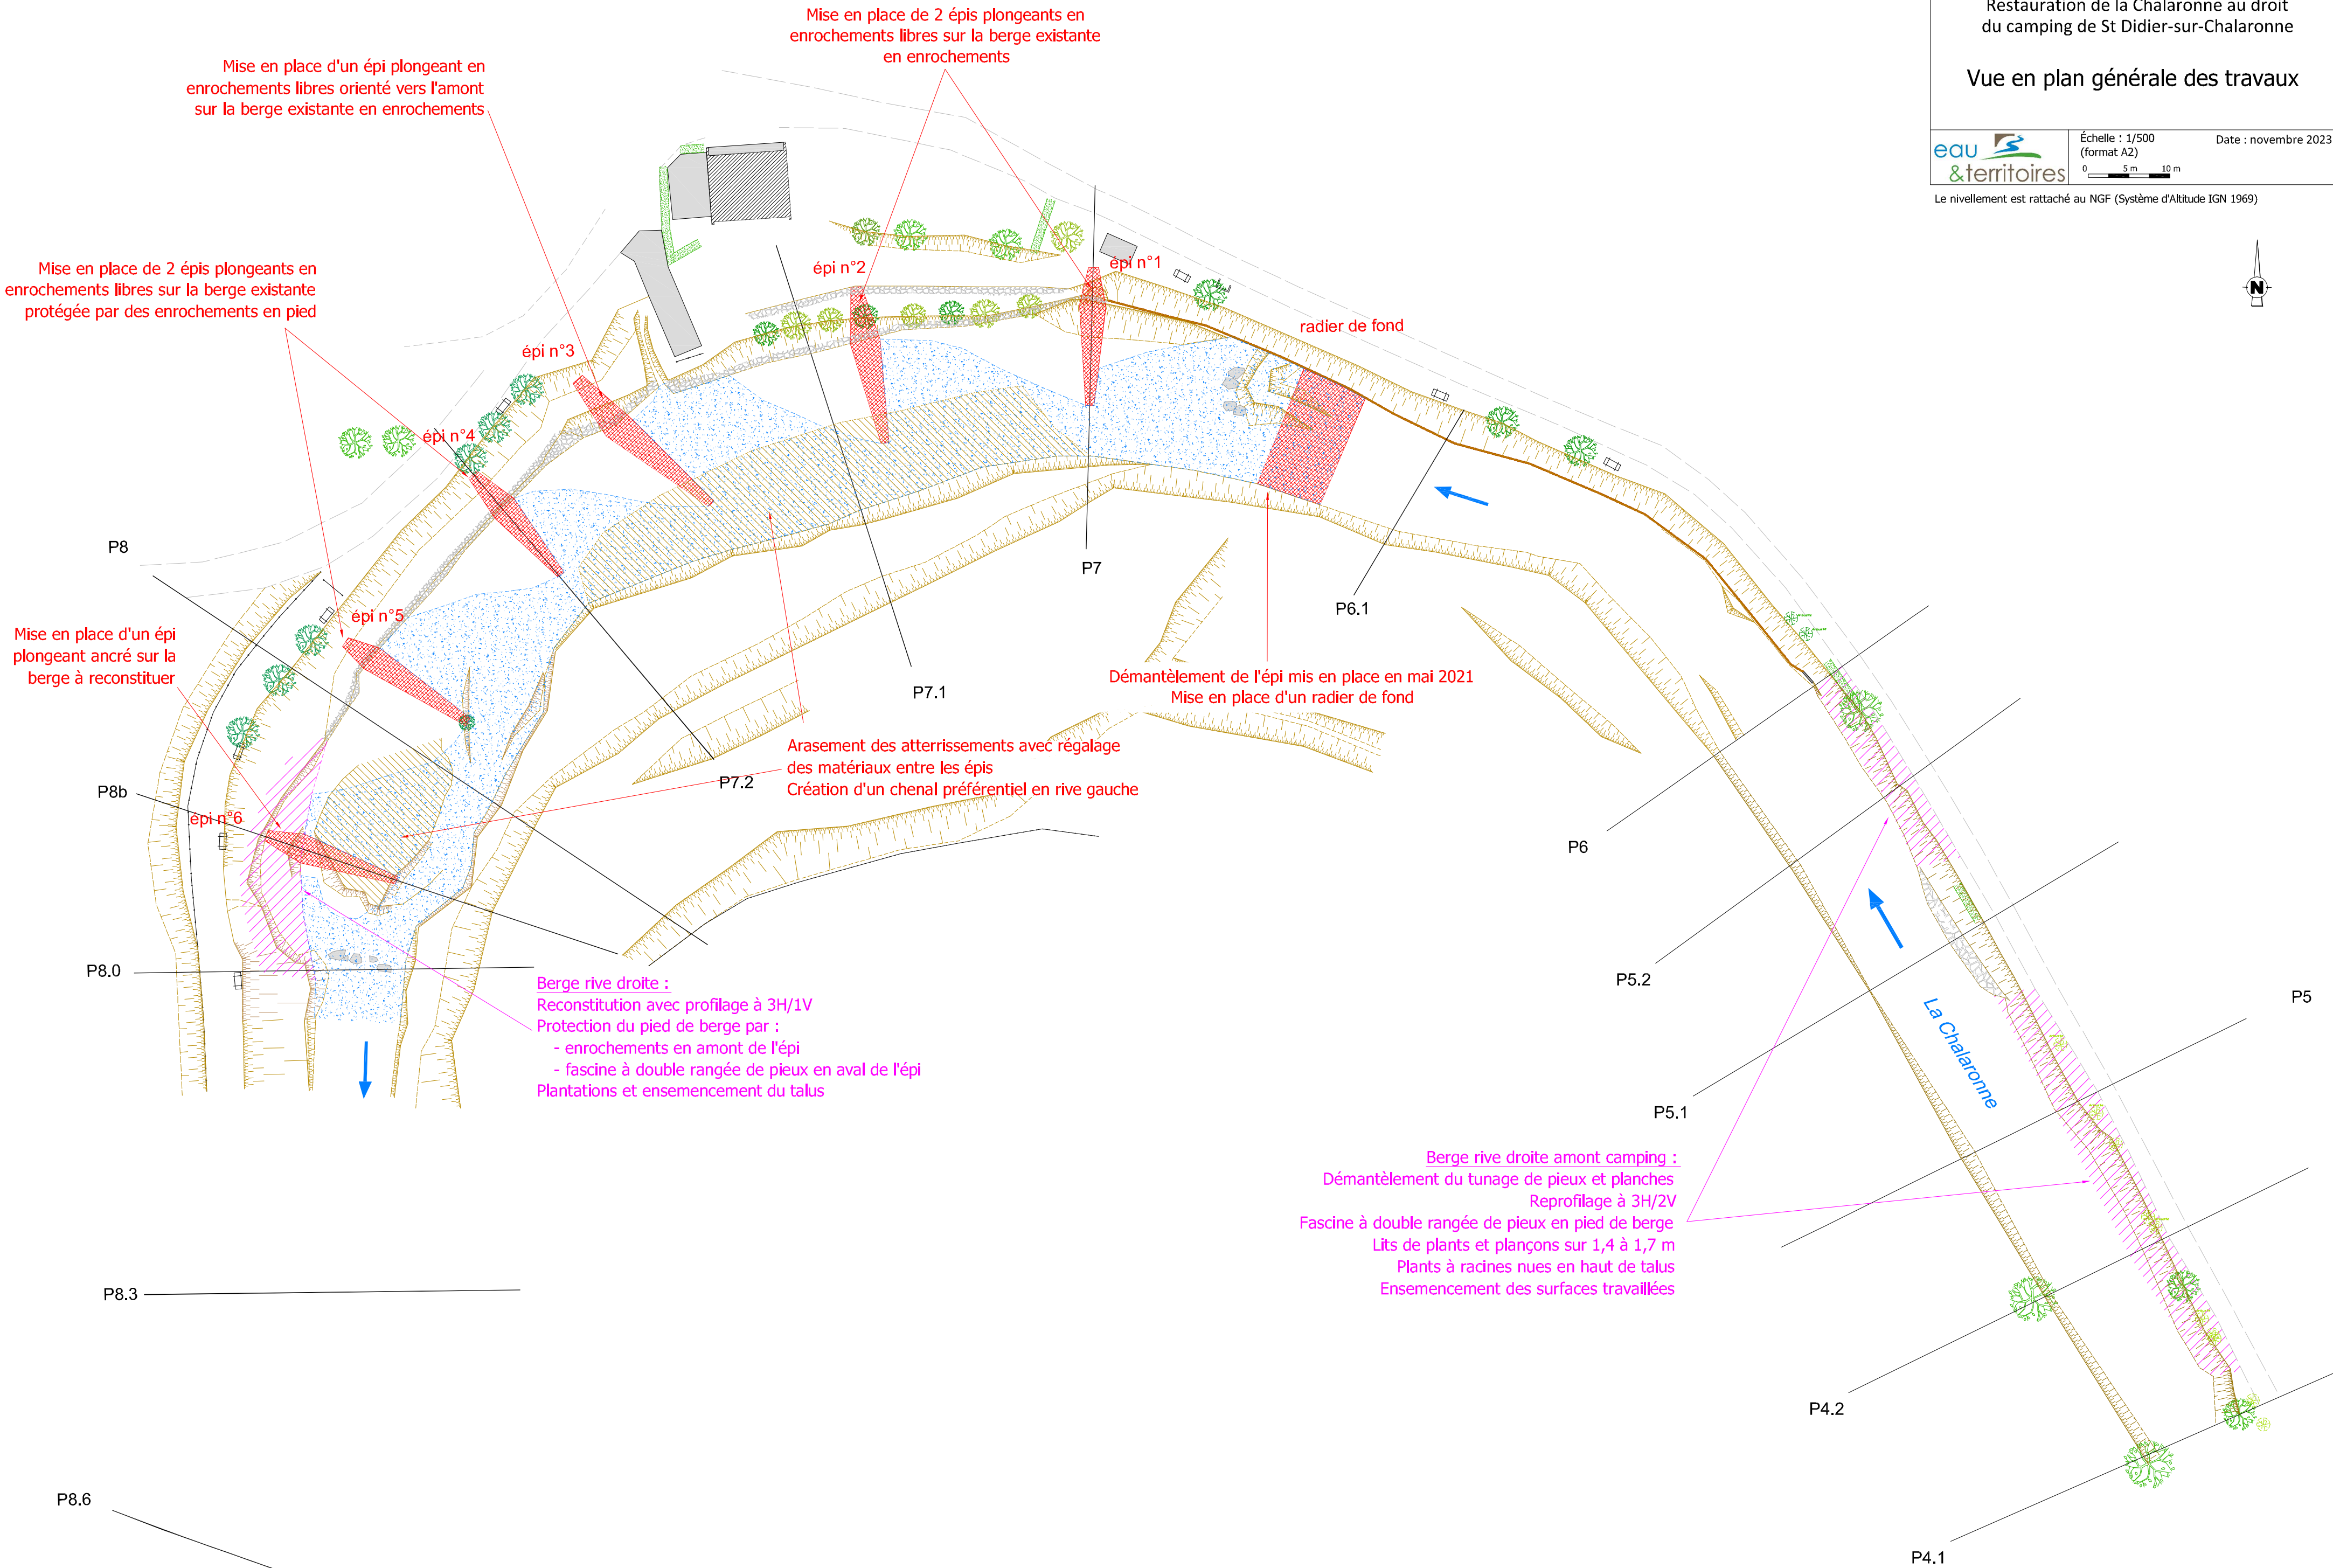 Restauration de la Chalaronne au droit
du camping de St Didier-sur-Chalaronne
Vue en plan générale des travaux
eau
&territoires
Échelle : 1/500
(format A2)
0 5 m 10 m
Date : novembre 2023
Le nivellement est rattaché au NGF (Système d'Altitude IGN 1969)
N
Mise en place de 2 épis plongeants en
enrochements libres sur la berge existante
en enrochements
Mise en place d'un épi plongeant en
enrochements libres orienté vers l'amont
sur la berge existante en enrochements
Mise en place de 2 épis plongeants en
enrochements libres sur la berge existante
protégée par des enrochements en pied
épi n°1
épi n°2
épi n°3
épi n°4
épi n°5
épi n°6
radier de fond
Mise en place d'un épi
plongeant ancré sur la
berge à reconstituer
Démantèlement de l'épi mis en place en mai 2021
Mise en place d'un radier de fond
Arasement des atterrissements avec régalage
des matériaux entre les épis
Création d'un chenal préférentiel en rive gauche
Berge rive droite :
Reconstitution avec profilage à 3H/1V
Protection du pied de berge par :
- enrochements en amont de l'épi
- fascine à double rangée de pieux en aval de l'épi
Plantations et ensemencement du talus
Berge rive droite amont camping :
Démantèlement du tunage de pieux et planches
Reprofilage à 3H/2V
Fascine à double rangée de pieux en pied de berge
Lits de plants et plançons sur 1,4 à 1,7 m
Plants à racines nues en haut de talus
Ensemencement des surfaces travaillées
La Chalaronne
P8
P8b
P8.0
P8.3
P8.6
P7.2
P7.1
P7
P6.1
P6
P5.2
P5.1
P5
P4.2
P4.1